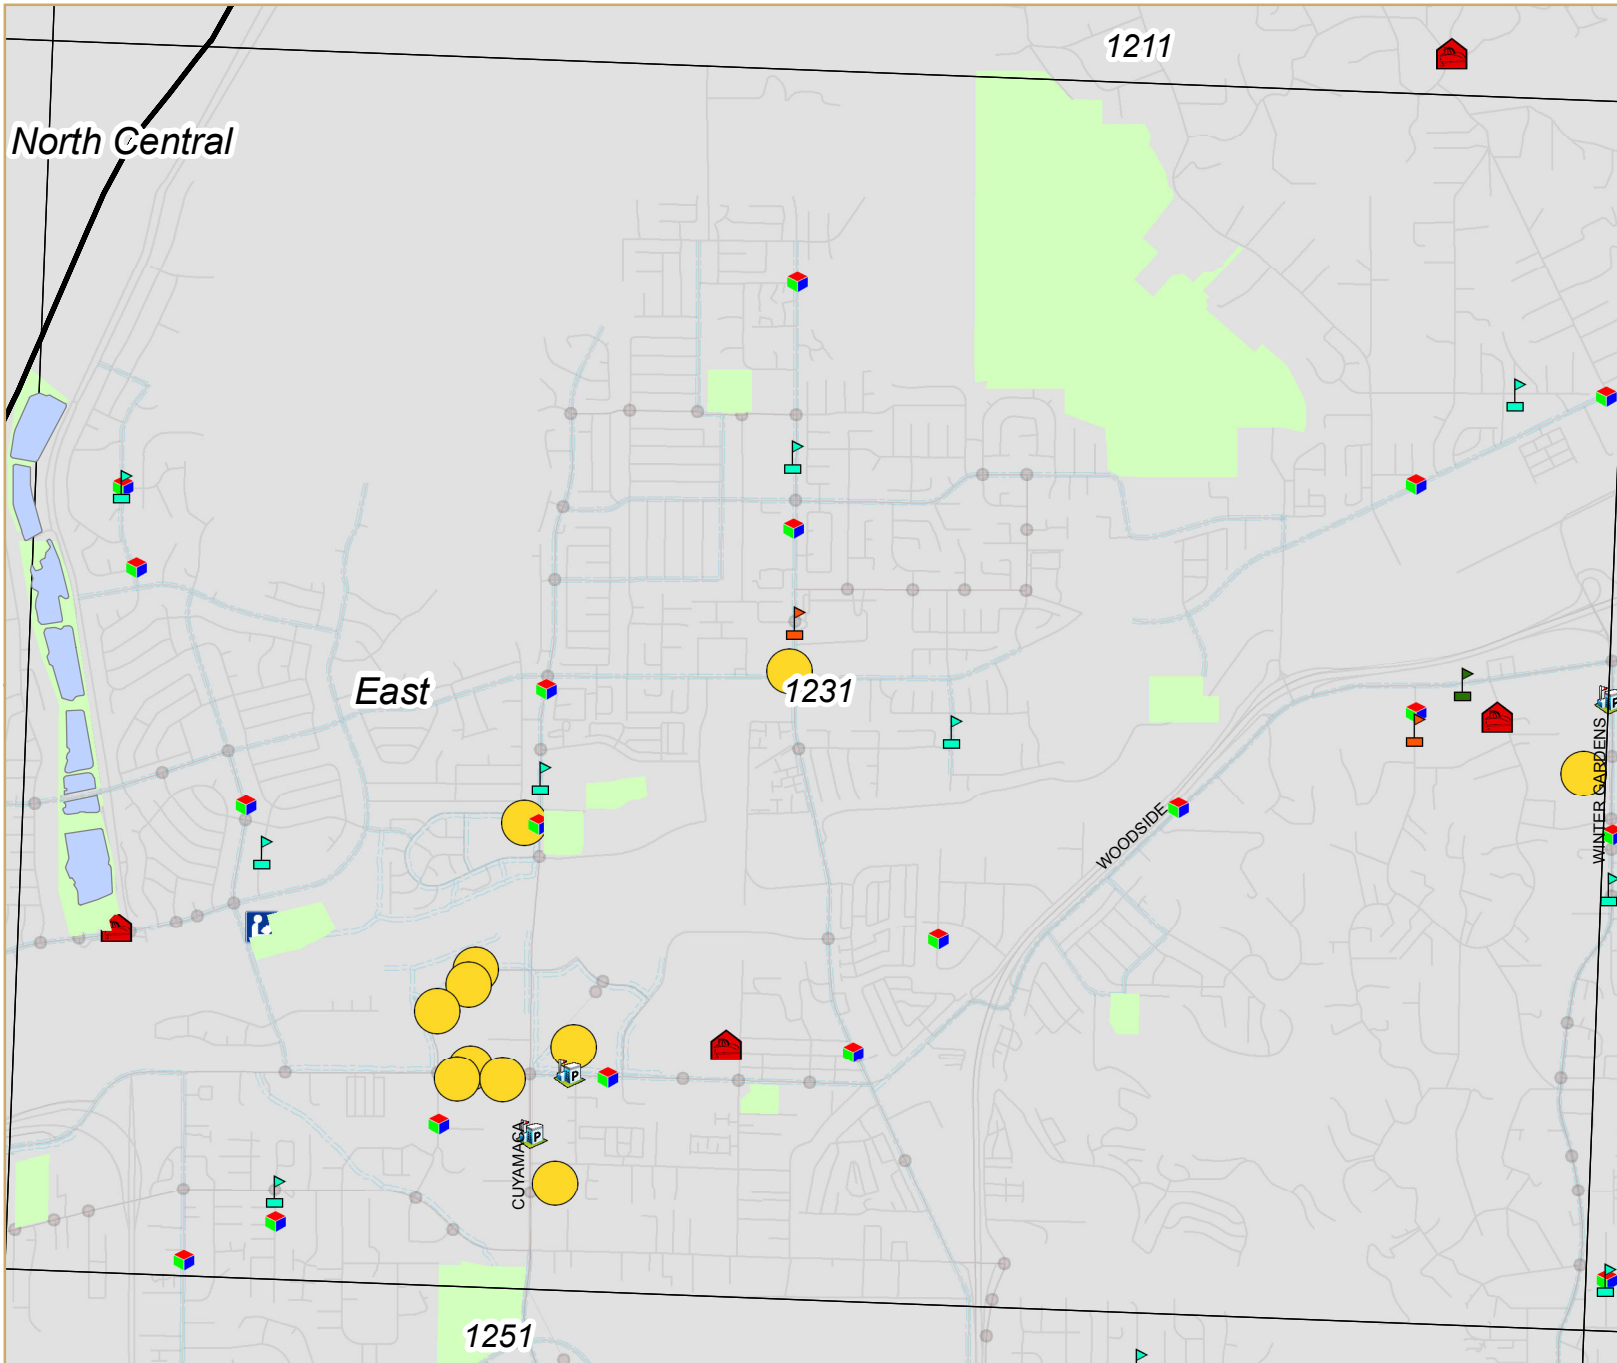 1211
North Central
East
1231
WINTER GARDENS
WOODSIDE
P
P
P
CUYAMACA
1251